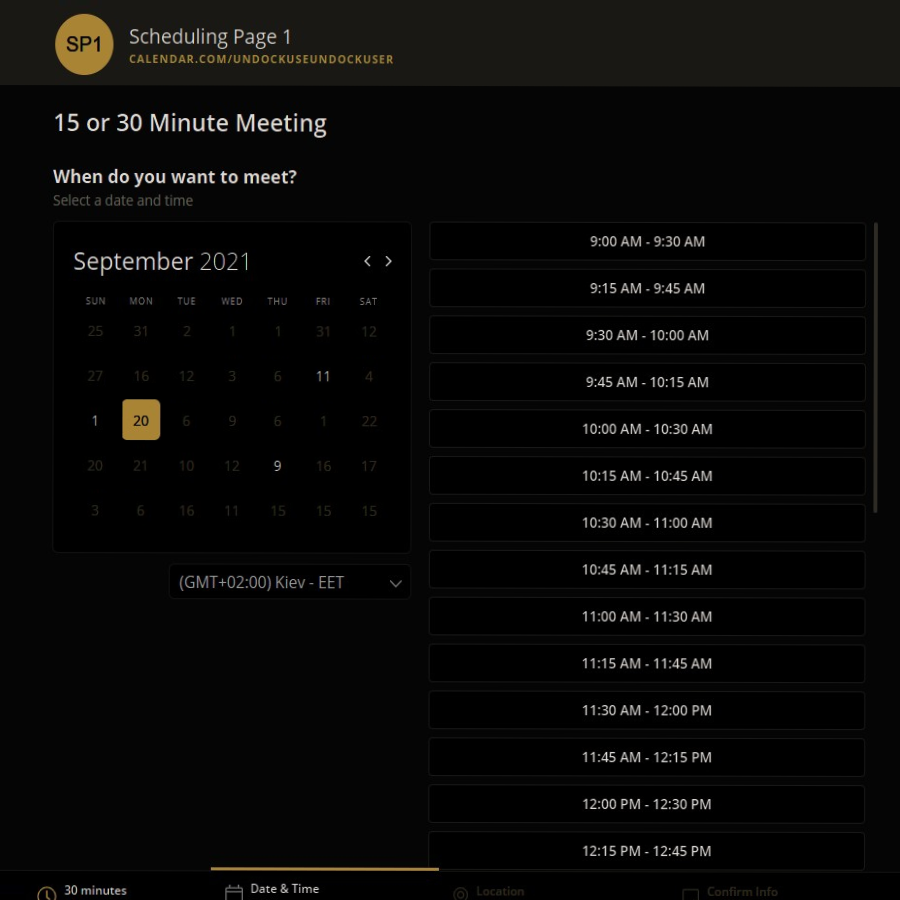 SP1
Scheduling Page 1
CALENDAR.COM/UNDOCKUSEUNDOCKUSER
15 or 30 Minute Meeting
When do you want to meet?
Select a date and time
September 2021
SUN MON TUE WED THU FRI SAT
25 31 2 1 1 31 12
27 16 12 3 6 11 4
1 20 6 9 6 1 22
20 21 10 12 9 16 17
3 6 16 11 15 15 15
(GMT+02:00) Kiev - EET
9:00 AM - 9:30 AM
9:15 AM - 9:45 AM
9:30 AM - 10:00 AM
9:45 AM - 10:15 AM
10:00 AM - 10:30 AM
10:15 AM - 10:45 AM
10:30 AM - 11:00 AM
10:45 AM - 11:15 AM
11:00 AM - 11:30 AM
11:15 AM - 11:45 AM
11:30 AM - 12:00 PM
11:45 AM - 12:15 PM
12:00 PM - 12:30 PM
12:15 PM - 12:45 PM
30 minutes
Date & Time
Location
Confirm Info